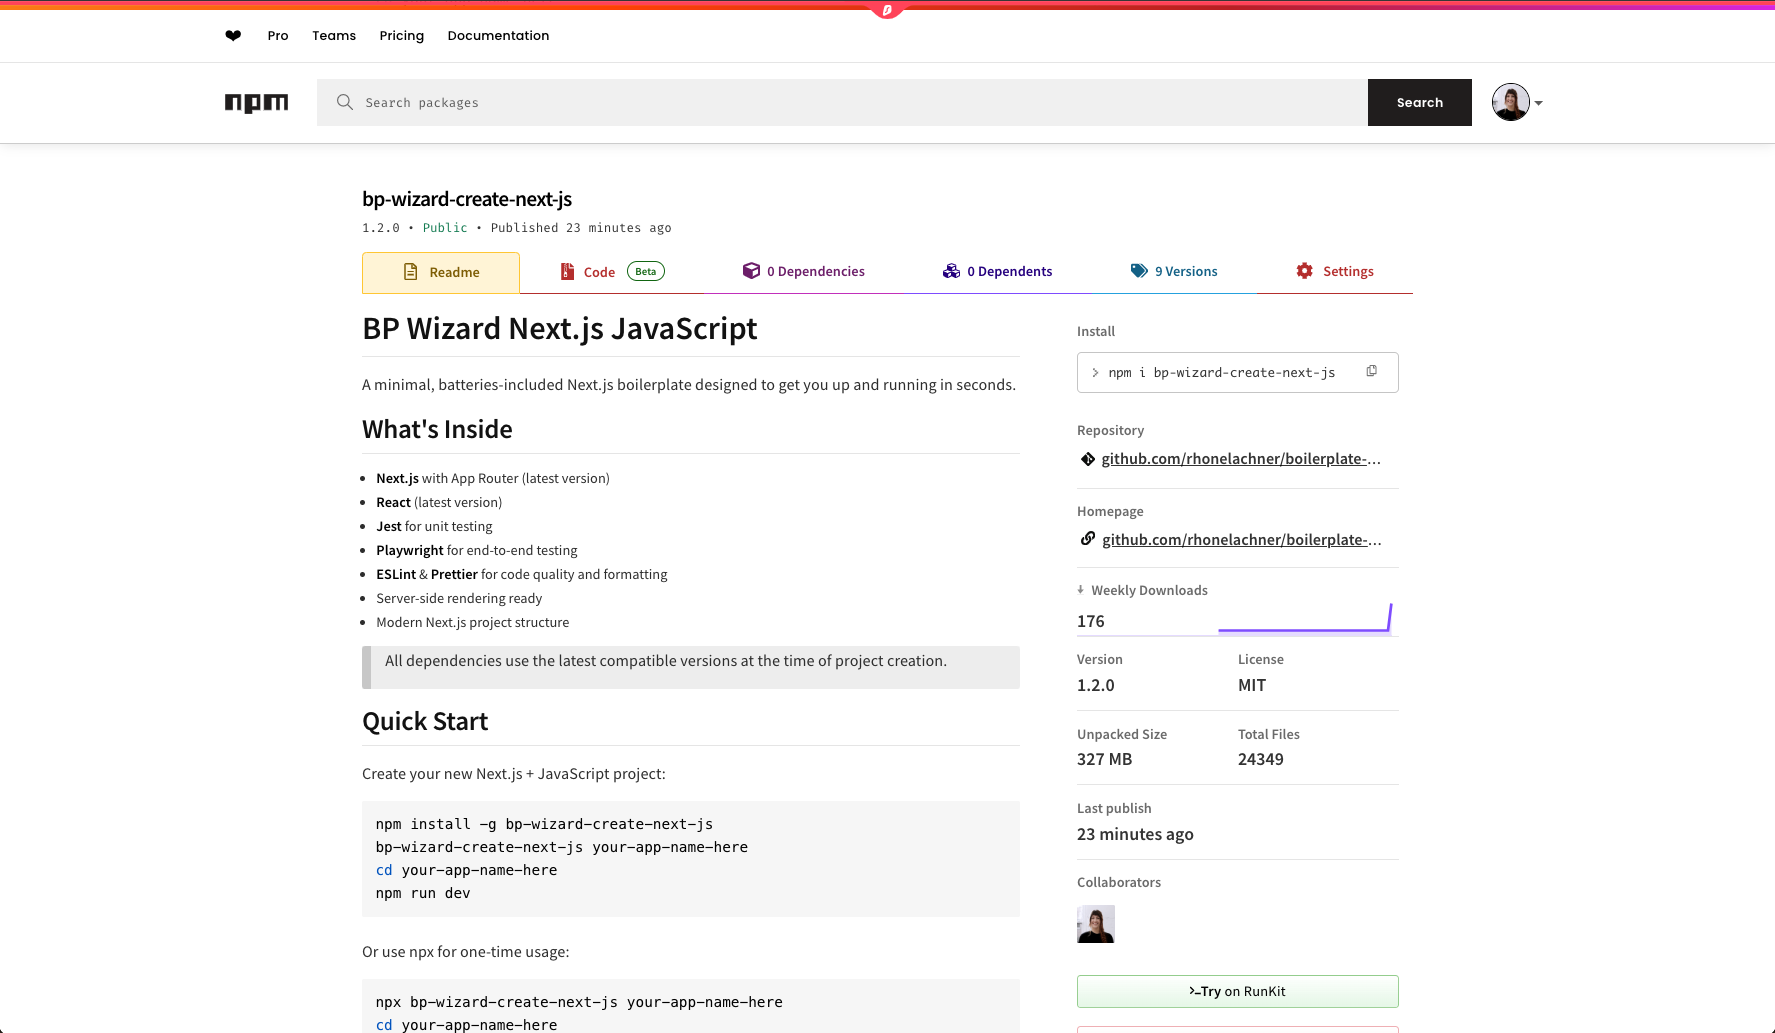 Pro Teams Pricing Documentation
npm
Search packages
Search
bp-wizard-create-next-js
1.2.0 • Public • Published 23 minutes ago
Readme
Code Beta
0 Dependencies
0 Dependents
9 Versions
Settings
BP Wizard Next.js JavaScript
A minimal, batteries-included Next.js boilerplate designed to get you up and running in seconds.
What's Inside
Next.js with App Router (latest version)
React (latest version)
Jest for unit testing
Playwright for end-to-end testing
ESLint & Prettier for code quality and formatting
Server-side rendering ready
Modern Next.js project structure
All dependencies use the latest compatible versions at the time of project creation.
Quick Start
Create your new Next.js + JavaScript project:
npm install -g bp-wizard-create-next-js
bp-wizard-create-next-js your-app-name-here
cd your-app-name-here
npm run dev
Or use npx for one-time usage:
npx bp-wizard-create-next-js your-app-name-here
cd your-app-name-here
Install
> npm i bp-wizard-create-next-js
Repository
github.com/rhonelachner/boilerplate-...
Homepage
github.com/rhonelachner/boilerplate-...
Weekly Downloads
176
Version License
1.2.0 MIT
Unpacked Size Total Files
327 MB 24349
Last publish
23 minutes ago
Collaborators
Try on RunKit